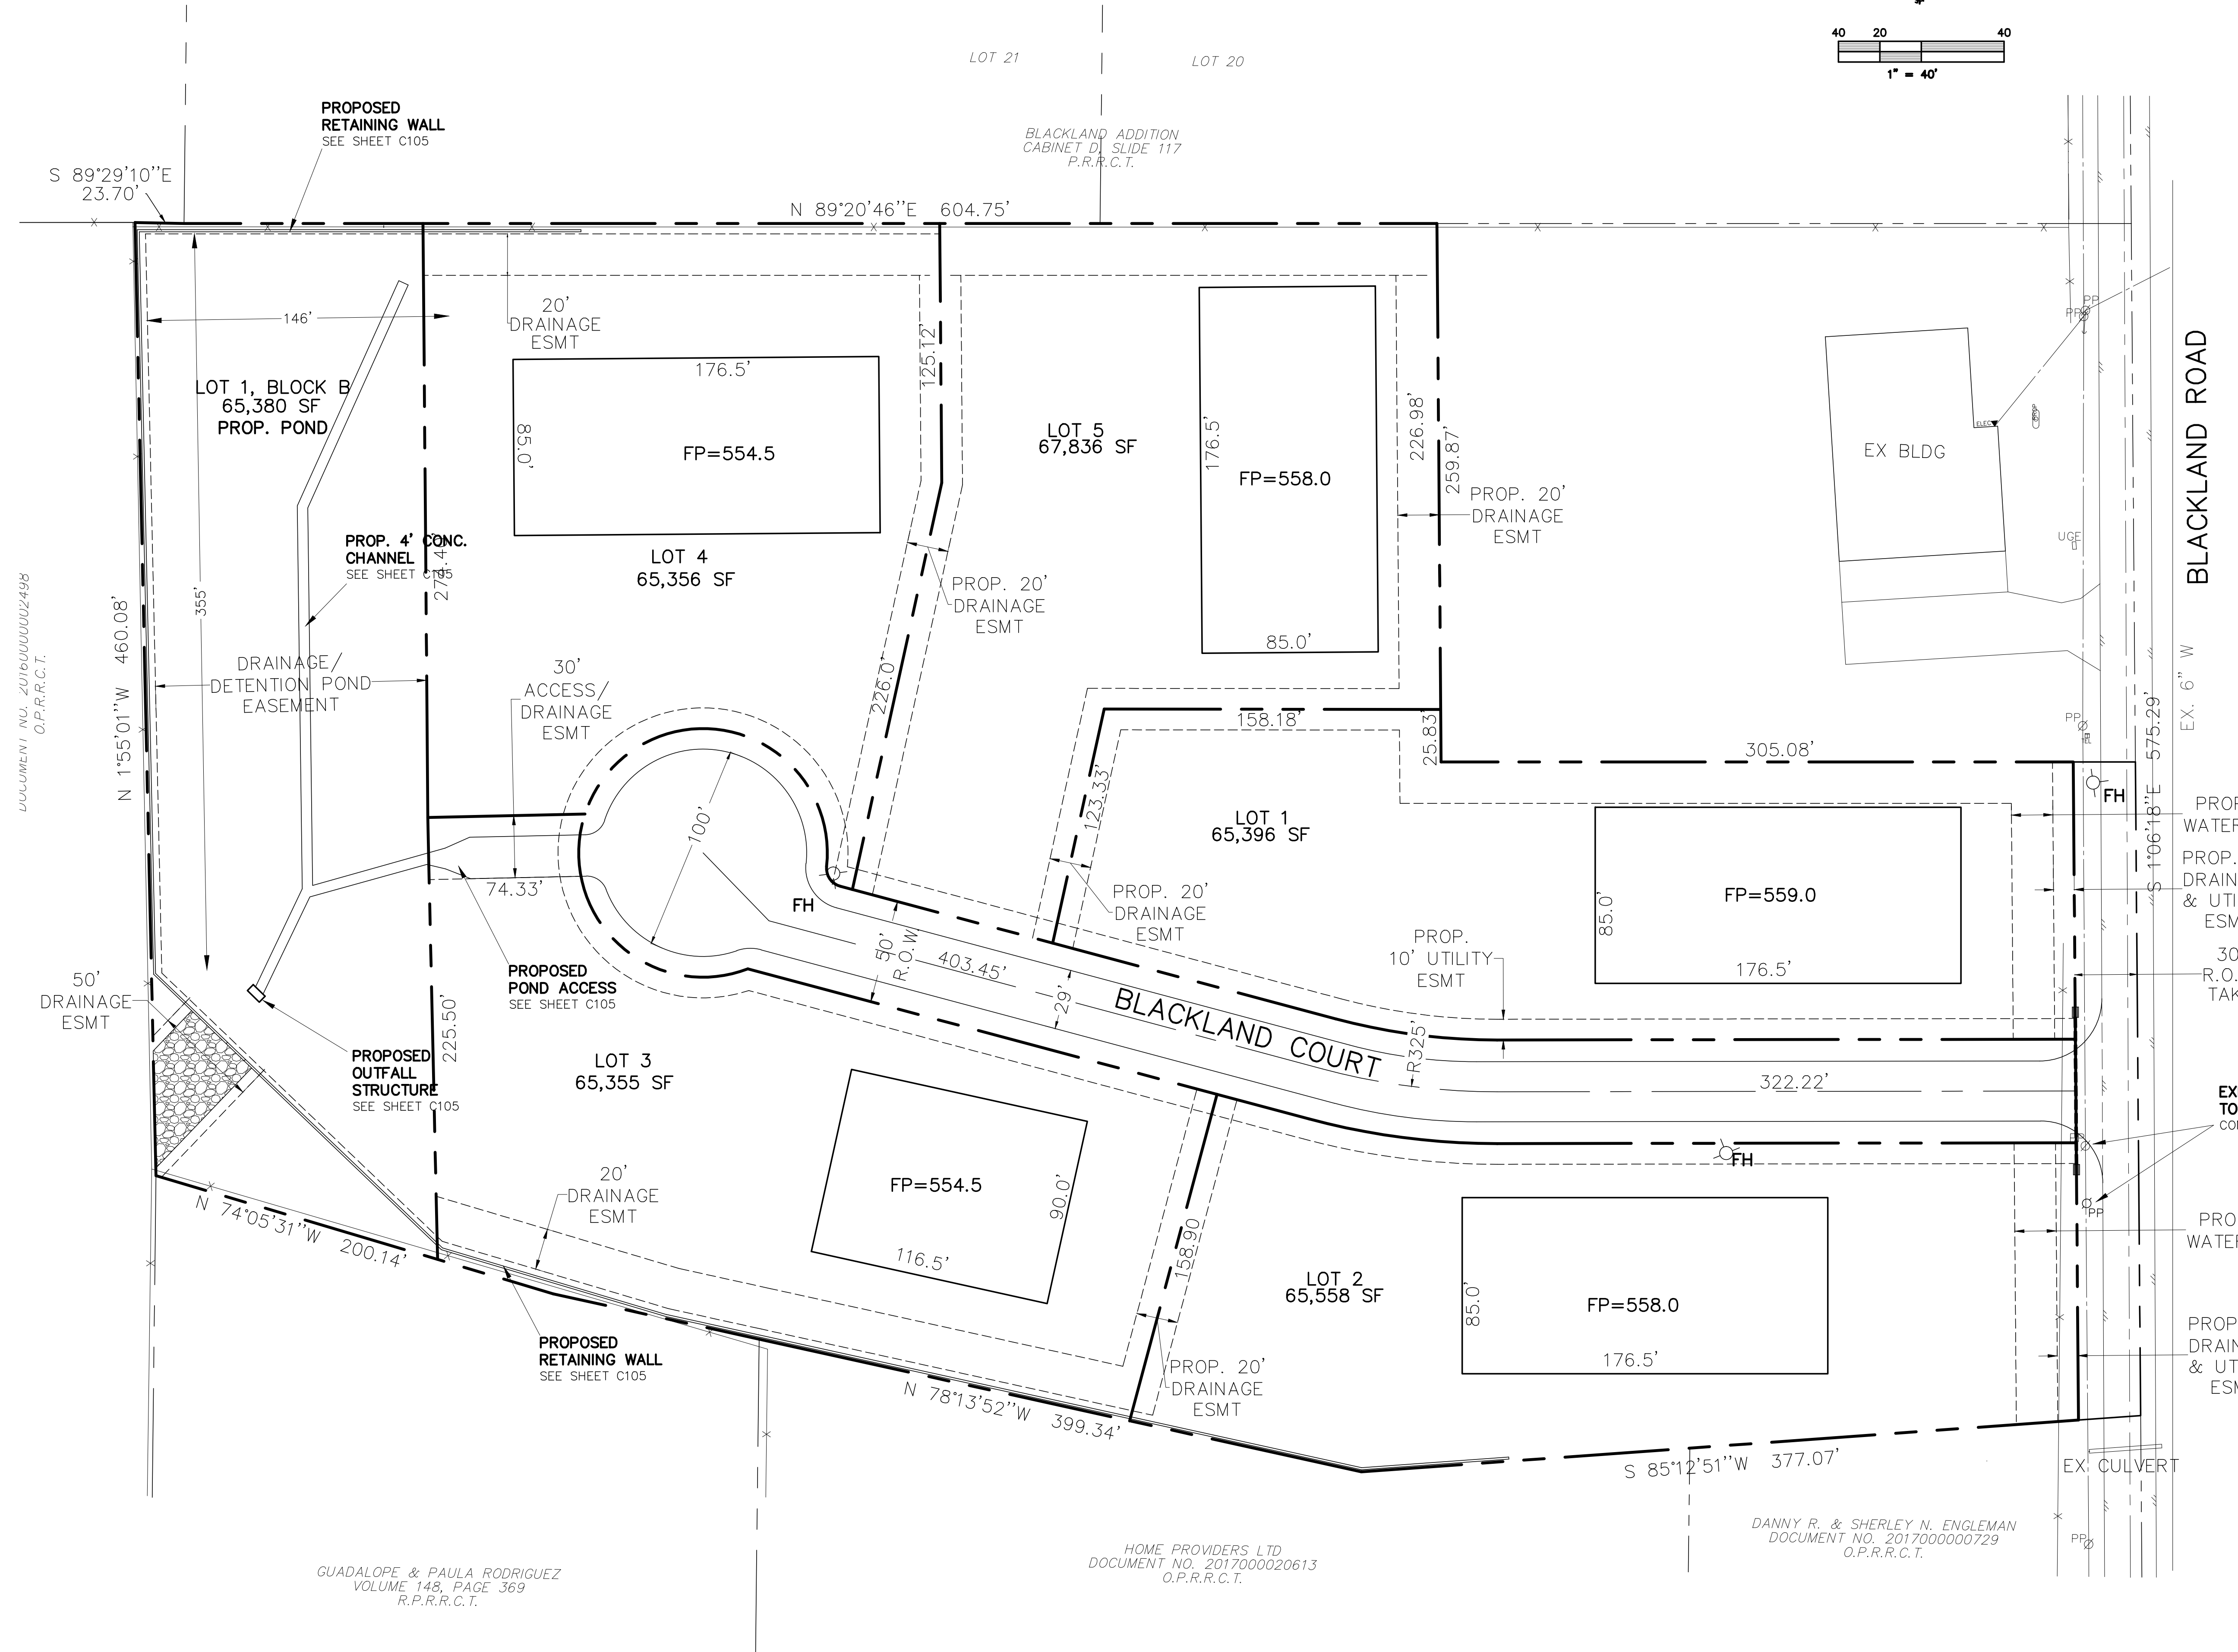 40 20 40
1" = 40'
LOT 21
LOT 20
BLACKLAND ADDITION
CABINET D, SLIDE 117
P.R.R.C.T.
PROPOSED
RETAINING WALL
SEE SHEET C105
S 89°29'10''E
23.70'
N 89°20'46''E 604.75'
146'
20'
DRAINAGE
ESMT
LOT 1, BLOCK B
65,380 SF
PROP. POND
176.5'
85.0'
FP=554.5
LOT 4
65,356 SF
125.12'
LOT 5
67,836 SF
176.5'
FP=558.0
85.0'
226.98'
259.87'
PROP. 20'
DRAINAGE
ESMT
EX BLDG
ELEC
PROP
PP
PP
UGE
BLACKLAND ROAD
EX. 6" W
PROP. 4' CONC.
CHANNEL
SEE SHEET C105
355'
N 1°55'01''W 460.08'
O.P.R.R.C.T.
DRAINAGE/
DETENTION POND
EASEMENT
30'
ACCESS/
DRAINAGE
ESMT
226.0'
PROP. 20'
DRAINAGE
ESMT
158.18'
25.83'
305.08'
PP
S 1°06'18''E 575.29'
FH
123.33'
LOT 1
65,396 SF
100'
74.33'
FH
50'
R.O.W.
403.45'
29'
BLACKLAND COURT
R325'
322.22'
PROP. 20'
DRAINAGE
ESMT
PROP.
10' UTILITY
ESMT
FP=559.0
85.0'
176.5'
PROP
WATER
PROP.
DRAIN
& UTI
ESM
30
R.O.
TAK
50'
DRAINAGE
ESMT
PROPOSED
POND ACCESS
SEE SHEET C105
PROPOSED
OUTFALL
STRUCTURE
SEE SHEET C105
225.50'
LOT 3
65,355 SF
FP=554.5
90.0'
116.5'
20'
DRAINAGE
ESMT
N 74°05'31''W 200.14'
PROPOSED
RETAINING WALL
SEE SHEET C105
N 78°13'52''W 399.34'
158.90
PROP. 20'
DRAINAGE
ESMT
LOT 2
65,558 SF
FH
FP=558.0
85.0'
176.5'
S 85°12'51''W 377.07'
EX
TO
PP
PRO
WATER
PROP
DRAIN
& UT
ESM
EX CULVERT
PP
GUADALOPE & PAULA RODRIGUEZ
VOLUME 148, PAGE 369
R.P.R.R.C.T.
HOME PROVIDERS LTD
DOCUMENT NO. 2017000020613
O.P.R.R.C.T.
DANNY R. & SHERLEY N. ENGLEMAN
DOCUMENT NO. 2017000000729
O.P.R.R.C.T.